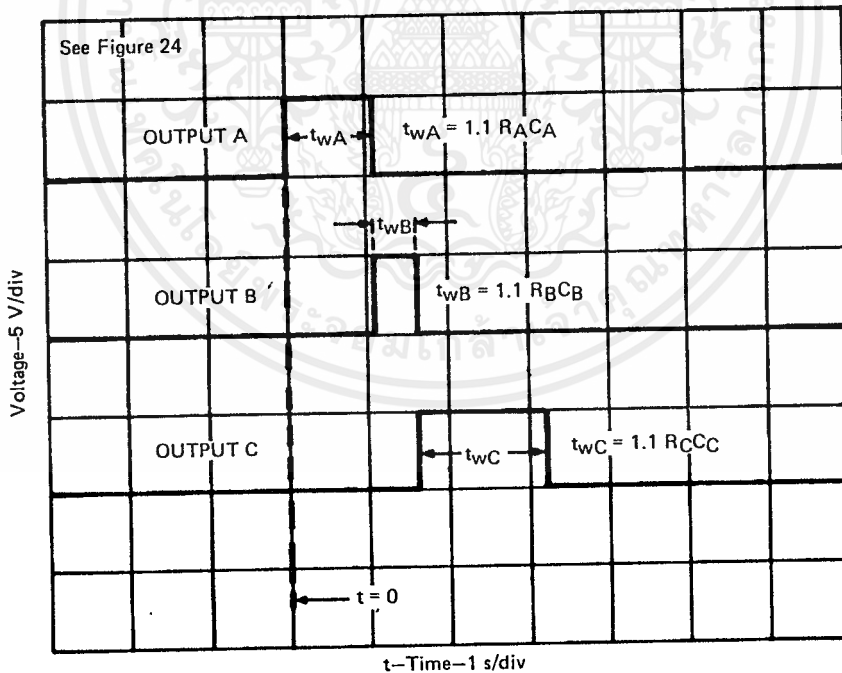 See Figure 24
OUTPUT A
twA
twA = 1.1 RACA
twB
OUTPUT B
twB = 1.1 RBCB
OUTPUT C
twC
twC = 1.1 RCCC
t = 0
Voltage–5 V/div
t–Time–1 s/div